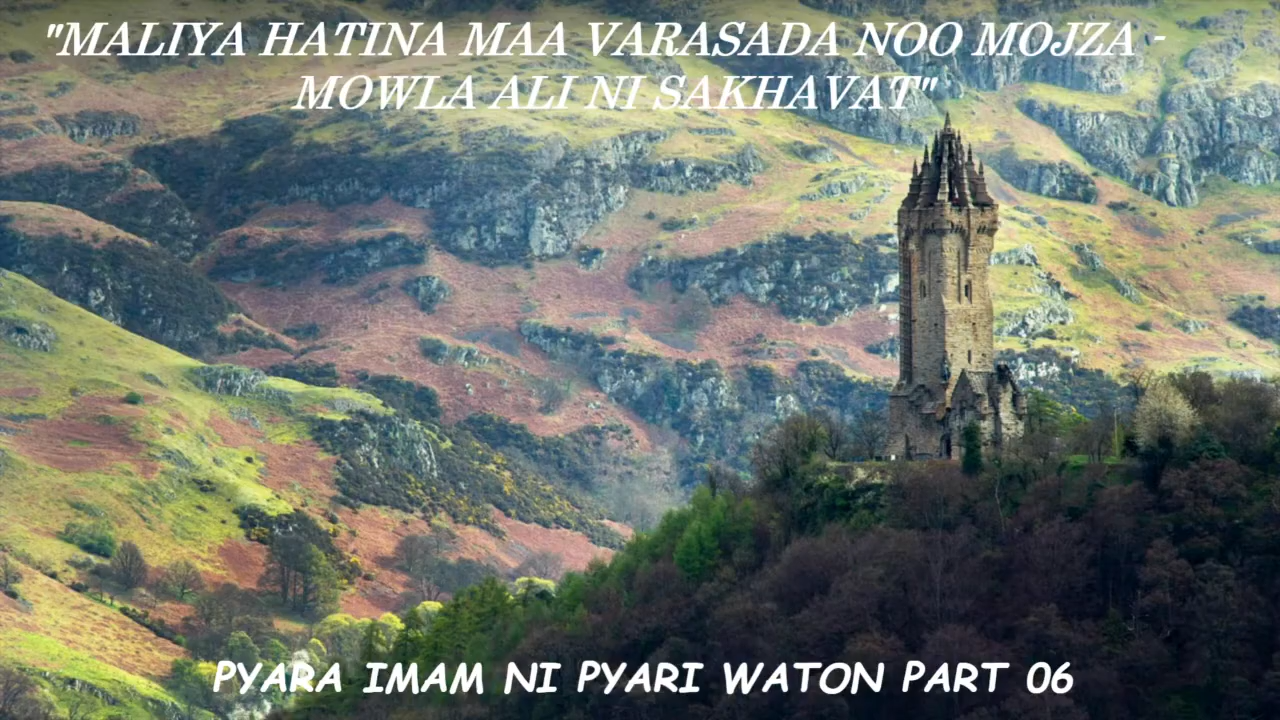 "MALIYA HATINA MAA VARASADA NOO MOJZA -
MOWLA ALI NI SAKHAVAT"
PYARA IMAM NI PYARI WATON PART 06